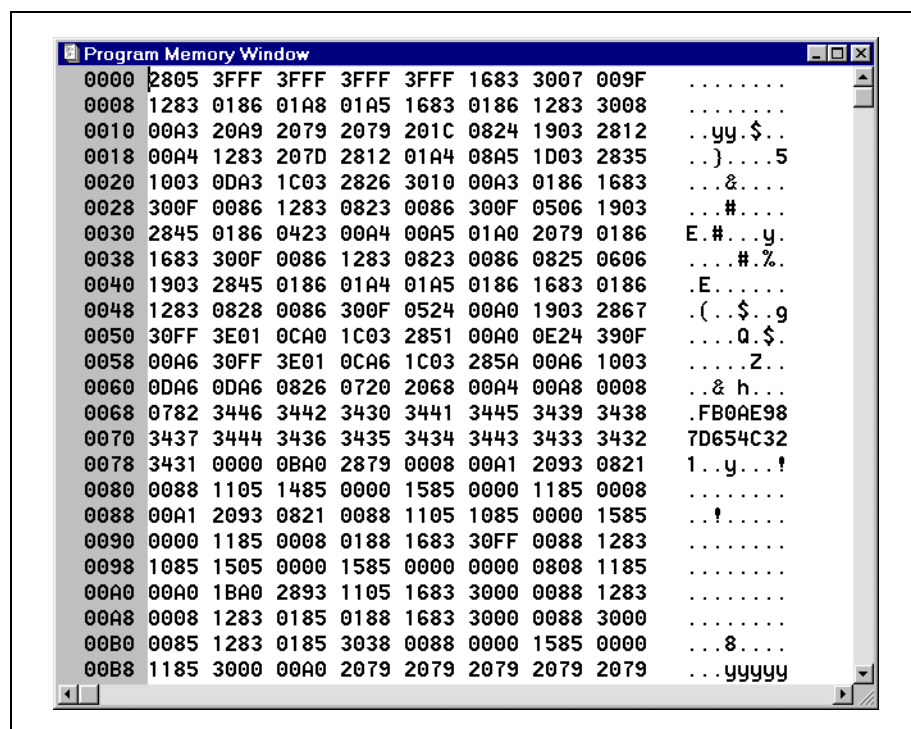 Program Memory Window
0000 2805 3FFF 3FFF 3FFF 3FFF 1683 3007 009F ........
0008 1283 0186 01A8 01A5 1683 0186 1283 3008 ........
0010 00A3 20A9 2079 2079 201C 0824 1903 2812 ..yy.$..
0018 00A4 1283 207D 2812 01A4 08A5 1D03 2835 ..}....5
0020 1003 0DA3 1C03 2826 3010 00A3 0186 1683 ...&....
0028 300F 0086 1283 0823 0086 300F 0506 1903 ...#....
0030 2845 0186 0423 00A4 00A5 01A0 2079 0186 E.#...y.
0038 1683 300F 0086 1283 0823 0086 0825 0606 ....#.%.
0040 1903 2845 0186 01A4 01A5 0186 1683 0186 .E......
0048 1283 0828 0086 300F 0524 00A0 1903 2867 .(..$..g
0050 30FF 3E01 0CA0 1C03 2851 00A0 0E24 390F ....Q.$.
0058 00A6 30FF 3E01 0CA6 1C03 285A 00A6 1003 .....Z..
0060 0DA6 0DA6 0826 0720 2068 00A4 00A8 0008 ..& h...
0068 0782 3446 3442 3430 3441 3445 3439 3438 .FB0AE98
0070 3437 3444 3436 3435 3434 3443 3433 3432 7D654C32
0078 3431 0000 0BA0 2879 0008 00A1 2093 0821 1..y...!
0080 0088 1105 1485 0000 1585 0000 1185 0008 ........
0088 00A1 2093 0821 0088 1105 1085 0000 1585 ..!.....
0090 0000 1185 0008 0188 1683 30FF 0088 1283 ........
0098 1085 1505 0000 1585 0000 0000 0808 1185 ........
00A0 00A0 1BA0 2893 1105 1683 3000 0088 1283 ........
00A8 0008 1283 0185 0188 1683 3000 0088 3000 ........
00B0 0085 1283 0185 3038 0088 0000 1585 0000 ...8....
00B8 1185 3000 00A0 2079 2079 2079 2079 2079 ...yyyyy